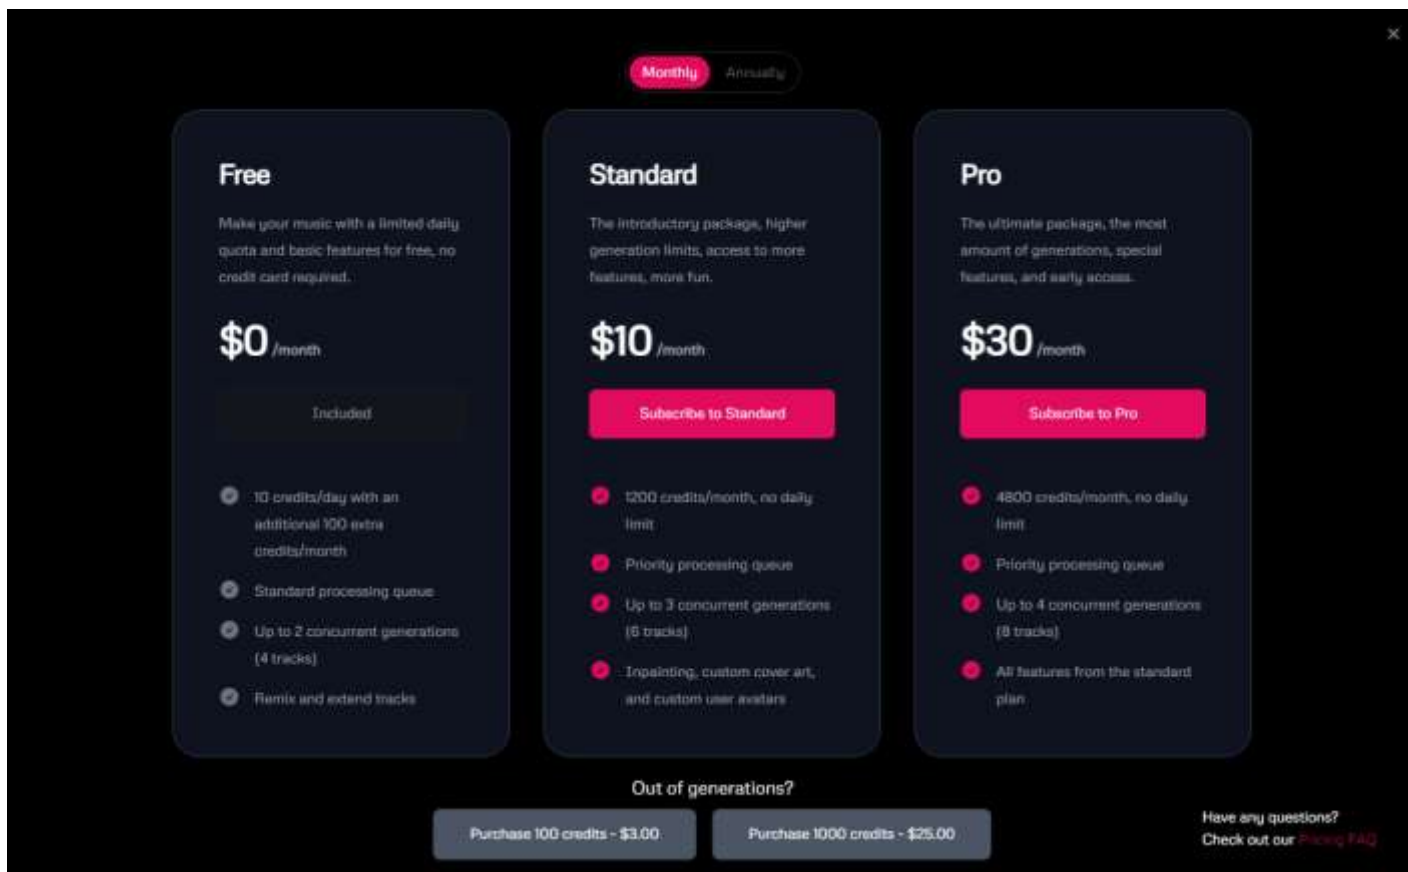 ×
Monthly Annually
Free
Make your music with a limited daily
quota and basic features for free, no
credit card required.
$0 /month
Included
10 credits/day with an
additional 100 extra
credits/month
Standard processing queue
Up to 2 concurrent generations
(4 tracks)
Remix and extend tracks
Standard
The introductory package, higher
generation limits, access to more
features, more fun.
$10 /month
Subscribe to Standard
1200 credits/month, no daily
limit
Priority processing queue
Up to 3 concurrent generations
(6 tracks)
Inpainting, custom cover art,
and custom user avatars
Pro
The ultimate package, the most
amount of generations, special
features, and early access.
$30 /month
Subscribe to Pro
4800 credits/month, no daily
limit
Priority processing queue
Up to 4 concurrent generations
(8 tracks)
All features from the standard
plan
Out of generations?
Purchase 100 credits - $3.00
Purchase 1000 credits - $25.00
Have any questions?
Check out our Pricing FAQ